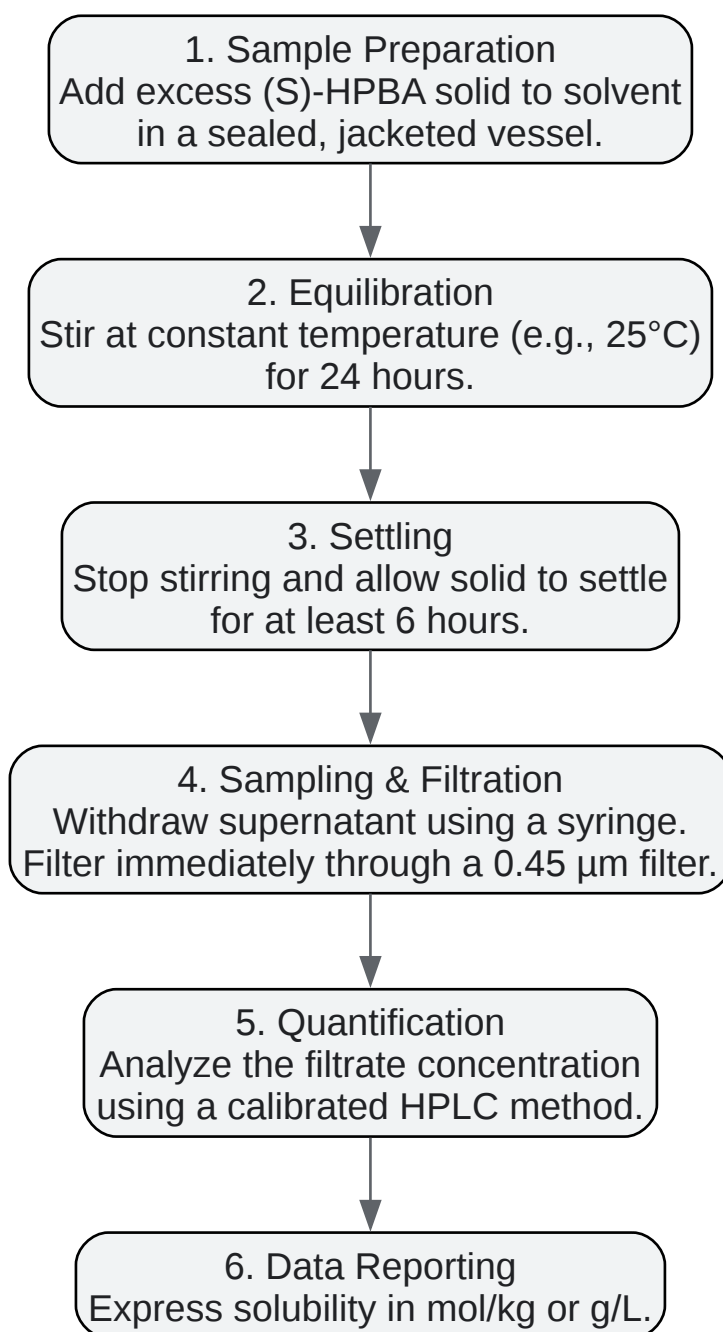 1. Sample Preparation
Add excess (S)-HPBA solid to solvent
in a sealed, jacketed vessel.
2. Equilibration
Stir at constant temperature (e.g., 25°C)
for 24 hours.
3. Settling
Stop stirring and allow solid to settle
for at least 6 hours.
4. Sampling & Filtration
Withdraw supernatant using a syringe.
Filter immediately through a 0.45 µm filter.
5. Quantification
Analyze the filtrate concentration
using a calibrated HPLC method.
6. Data Reporting
Express solubility in mol/kg or g/L.